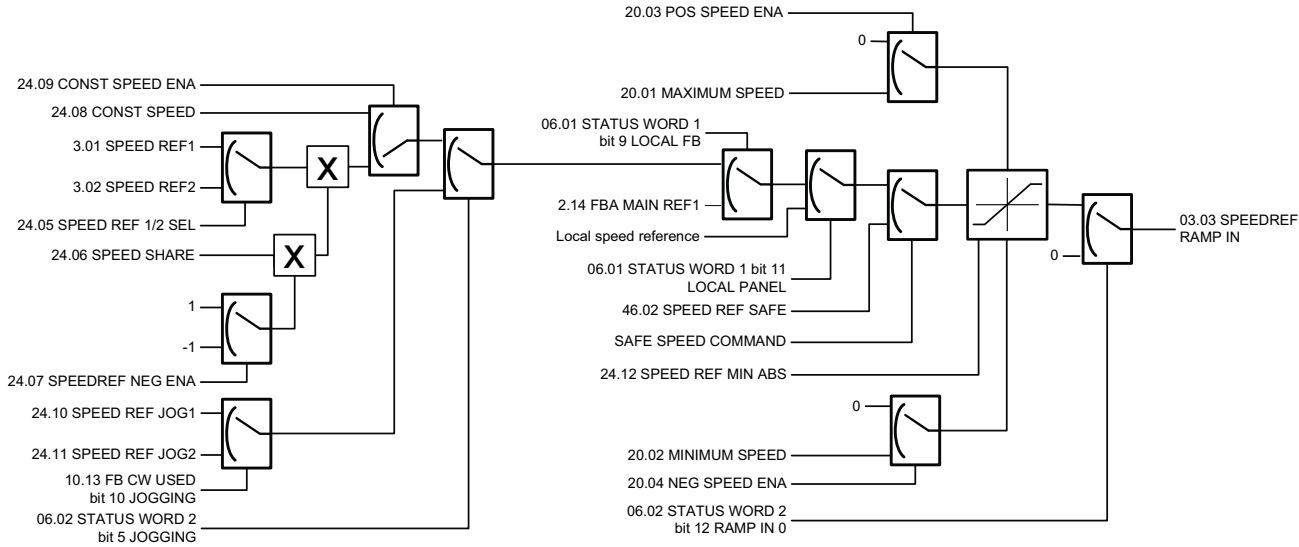 20.03 POS SPEED ENA
0
20.01 MAXIMUM SPEED
24.09 CONST SPEED ENA
24.08 CONST SPEED
3.01 SPEED REF1
3.02 SPEED REF2
24.05 SPEED REF 1/2 SEL
24.06 SPEED SHARE
X
X
1
-1
24.07 SPEEDREF NEG ENA
24.10 SPEED REF JOG1
24.11 SPEED REF JOG2
10.13 FB CW USED
bit 10 JOGGING
06.02 STATUS WORD 2
bit 5 JOGGING
06.01 STATUS WORD 1
bit 9 LOCAL FB
2.14 FBA MAIN REF1
Local speed reference
06.01 STATUS WORD 1 bit 11
LOCAL PANEL
46.02 SPEED REF SAFE
SAFE SPEED COMMAND
24.12 SPEED REF MIN ABS
0
20.02 MINIMUM SPEED
20.04 NEG SPEED ENA
06.02 STATUS WORD 2
bit 12 RAMP IN 0
0
03.03 SPEEDREF
RAMP IN